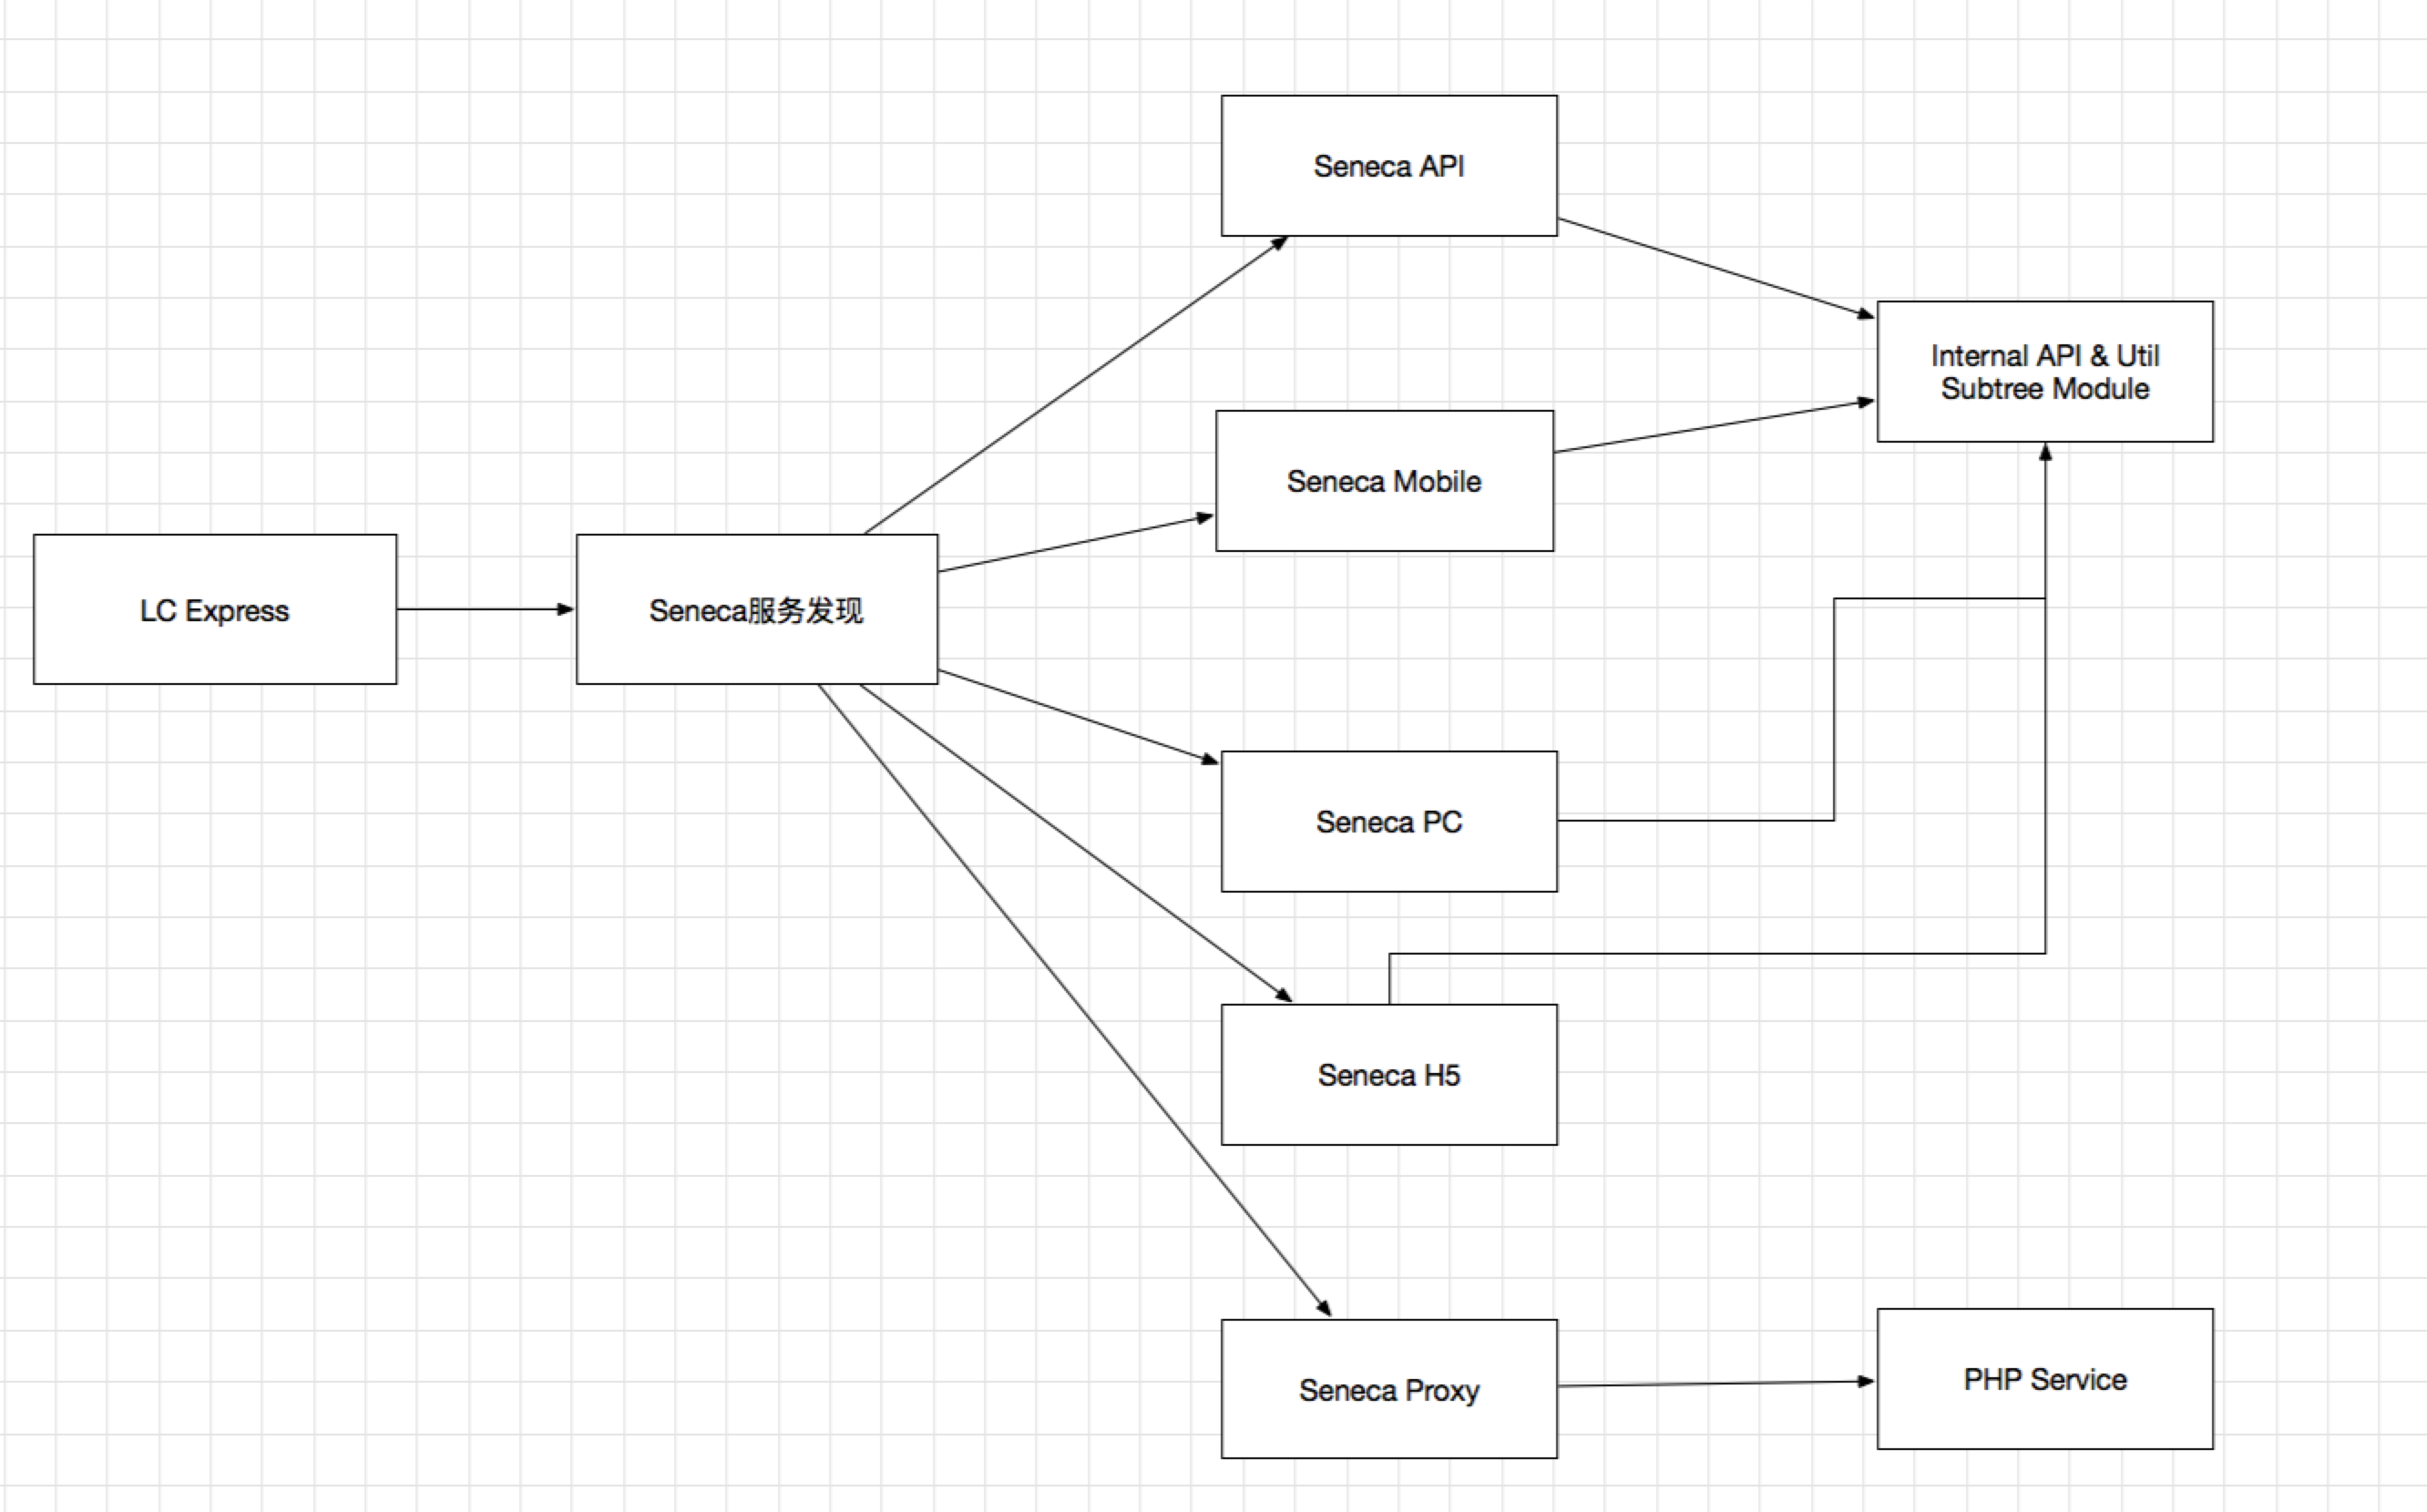 Seneca API
Internal API & Util
Subtree Module
Seneca Mobile
LC Express
Seneca服务发现
Seneca PC
Seneca H5
Seneca Proxy
PHP Service